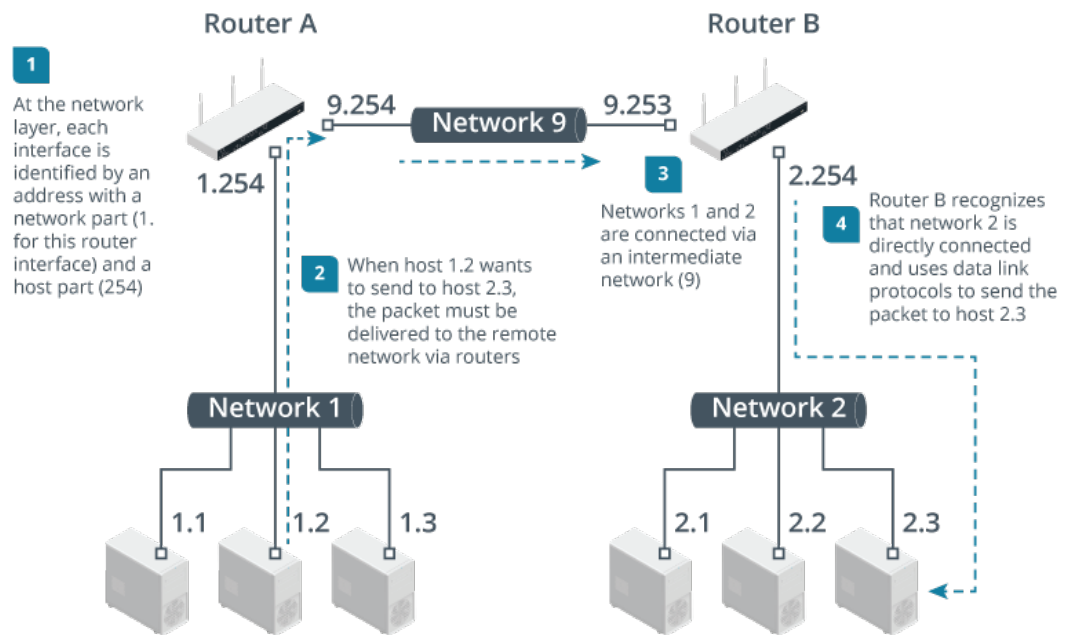 Router A
Router B
1
At the network
layer, each
interface is
identified by an
address with a
network part (1.
for this router
interface) and a
host part (254)
9.254
Network 9
9.253
1.254
2.254
2
When host 1.2 wants
to send to host 2.3,
the packet must be
delivered to the remote
network via routers
3
Networks 1 and 2
are connected via
an intermediate
network (9)
4
Router B recognizes
that network 2 is
directly connected
and uses data link
protocols to send the
packet to host 2.3
Network 1
Network 2
1.1
1.2
1.3
2.1
2.2
2.3